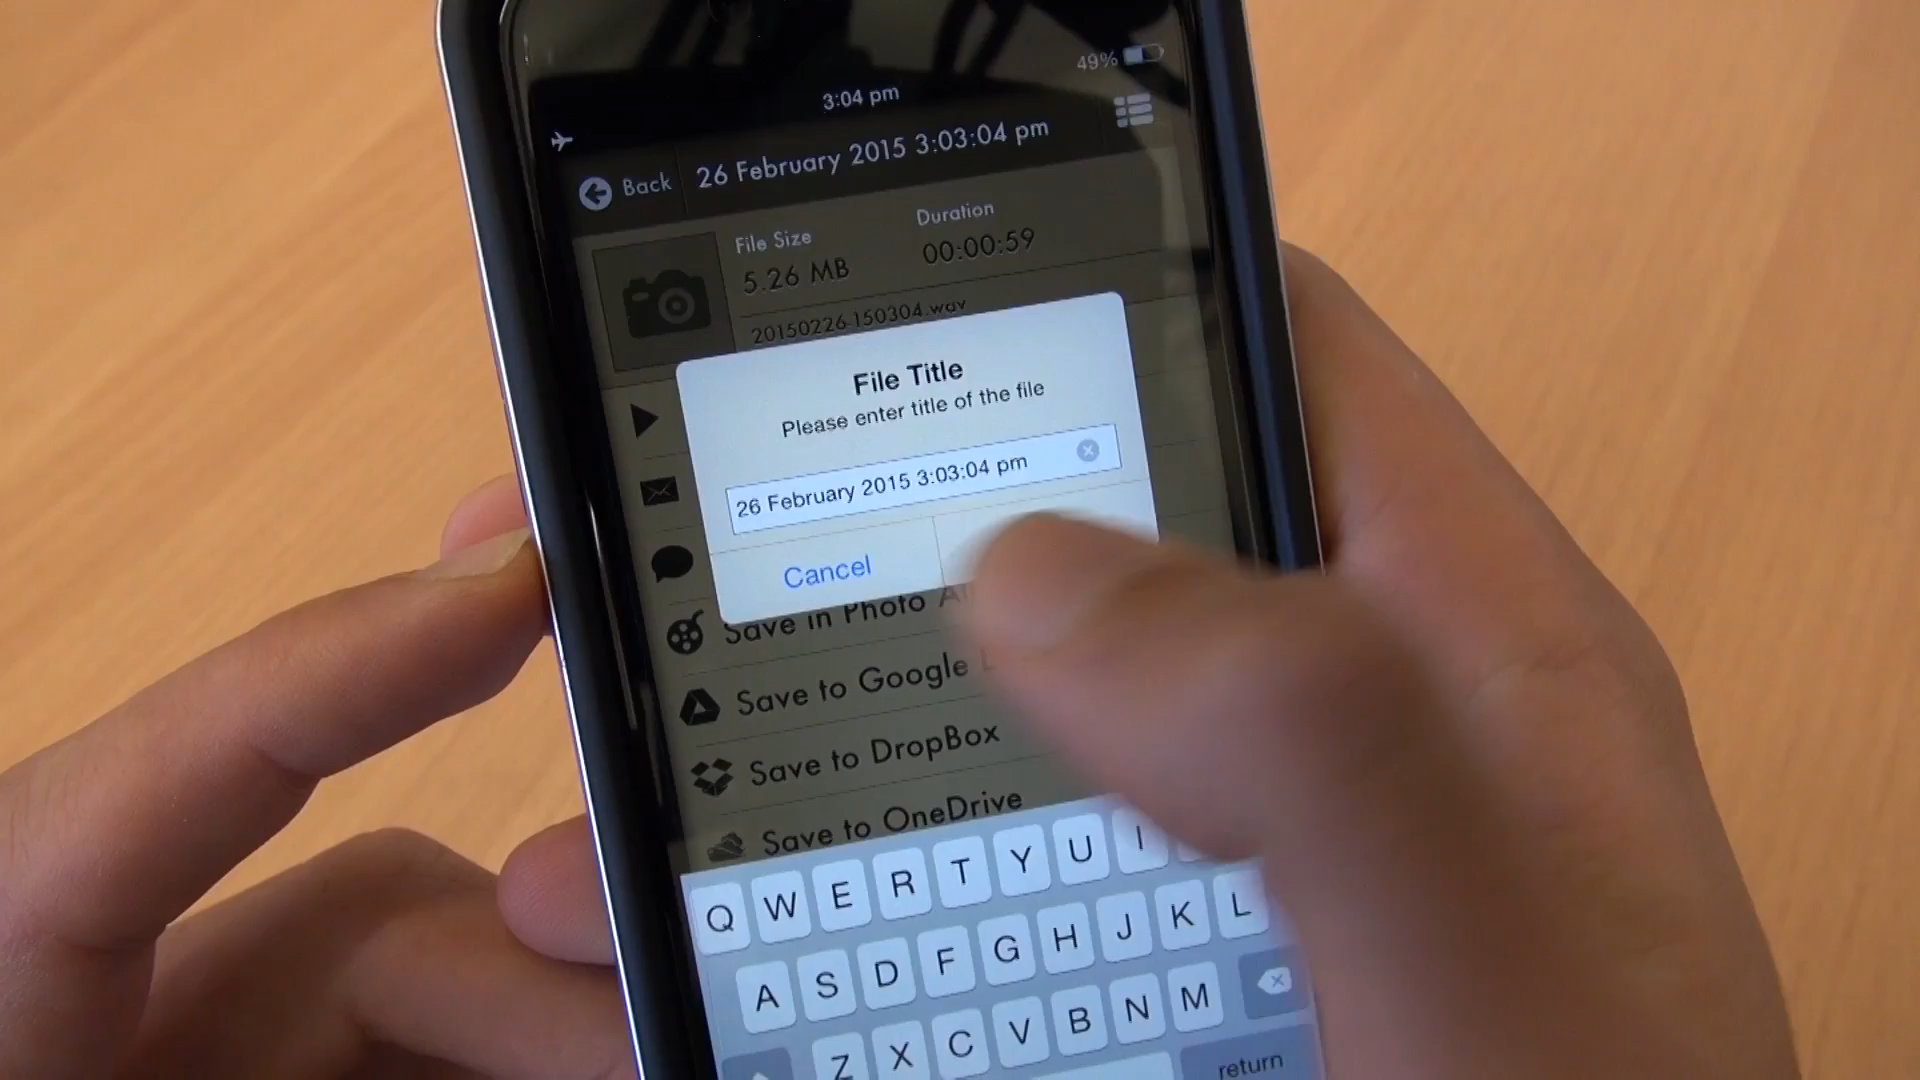 49%
3:04 pm
Back
26 February 2015 3:03:04 pm
File Size
Duration
5.26 MB
00:00:59
20150226-150304.wav
File Title
Please enter title of the file
26 February 2015 3:03:04 pm
Cancel
Save in Photo
Save to Google
Save to DropBox
Save to OneDrive
Q W E R T Y U I
A S D F G H J K L
Z X C V B N M
return